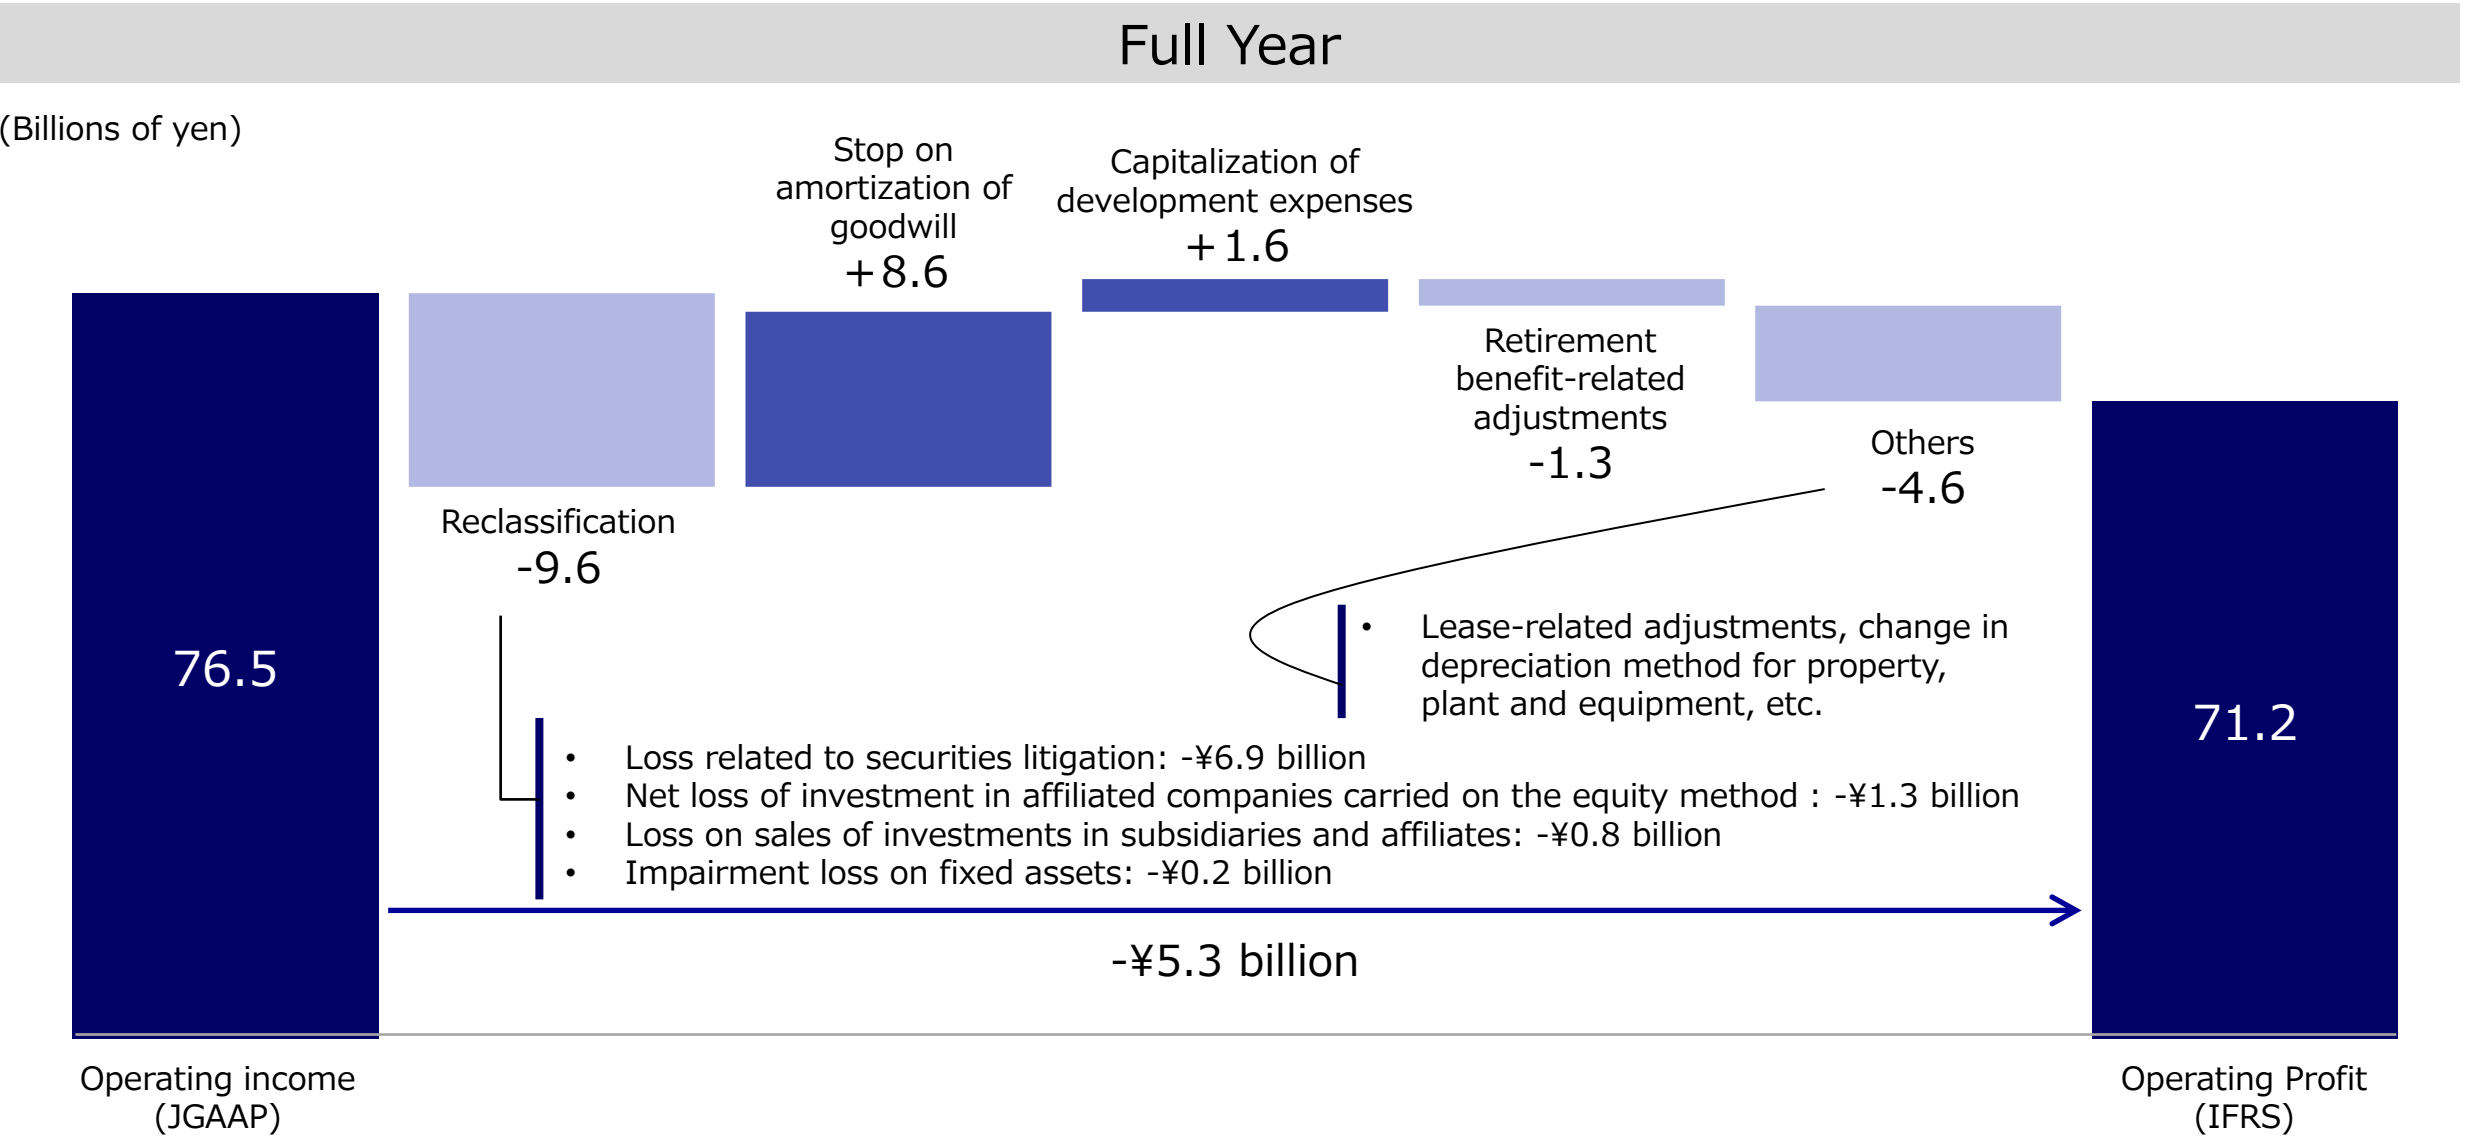 Full Year
(Billions of yen)
Stop on
amortization of
goodwill
+8.6
Capitalization of
development expenses
+1.6
Retirement
benefit-related
adjustments
-1.3
Others
-4.6
Reclassification
-9.6
76.5
• Lease-related adjustments, change in
depreciation method for property,
plant and equipment, etc.
71.2
• Loss related to securities litigation: -¥6.9 billion
• Net loss of investment in affiliated companies carried on the equity method : -¥1.3 billion
• Loss on sales of investments in subsidiaries and affiliates: -¥0.8 billion
• Impairment loss on fixed assets: -¥0.2 billion
-¥5.3 billion
Operating income
(JGAAP)
Operating Profit
(IFRS)